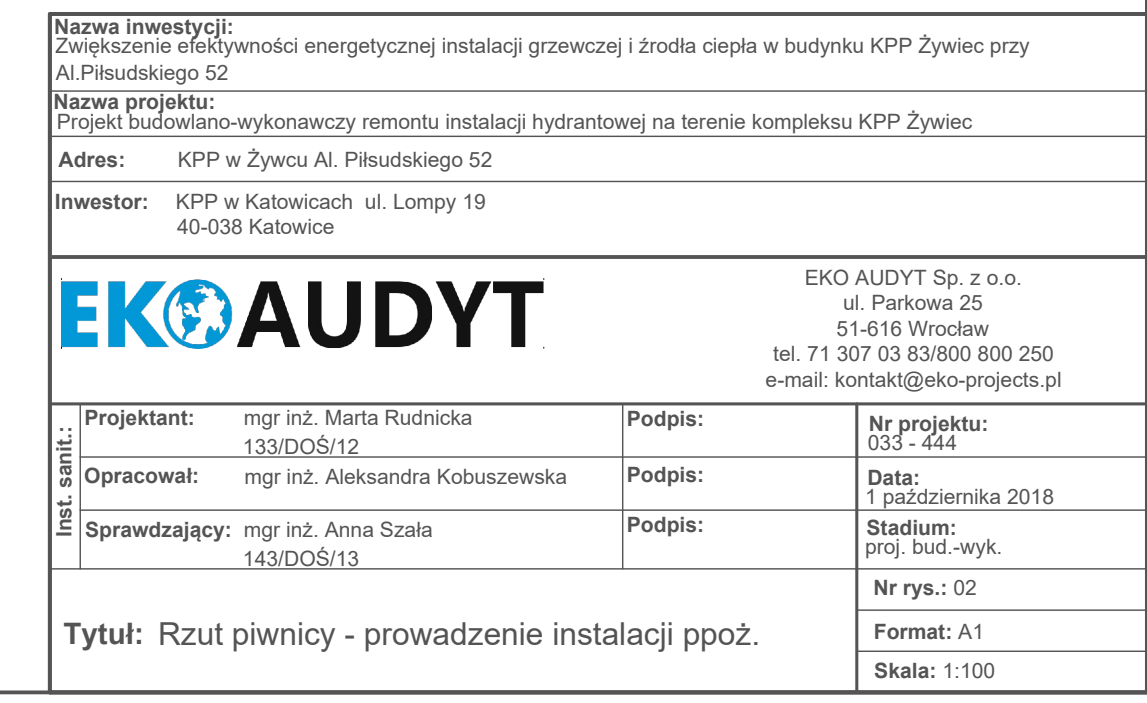 Nazwa inwestycji:
Zwiększenie efektywności energetycznej instalacji grzewczej i źrodła ciepła w budynku KPP Żywiec przy
Al.Piłsudskiego 52
Nazwa projektu:
Projekt budowlano-wykonawczy remontu instalacji hydrantowej na terenie kompleksu KPP Żywiec
Adres: KPP w Żywcu Al. Piłsudskiego 52
Inwestor: KPP w Katowicach ul. Lompy 19
40-038 Katowice
EKOAUDYT
EKO AUDYT Sp. z o.o.
ul. Parkowa 25
51-616 Wrocław
tel. 71 307 03 83/800 800 250
e-mail: kontakt@eko-projects.pl
Inst. sanit.:
Projektant: mgr inż. Marta Rudnicka
133/DOŚ/12
Podpis:
Nr projektu:
033 - 444
Opracował: mgr inż. Aleksandra Kobuszewska
Podpis:
Data:
1 października 2018
Sprawdzający: mgr inż. Anna Szała
143/DOŚ/13
Podpis:
Stadium:
proj. bud.-wyk.
Tytuł: Rzut piwnicy - prowadzenie instalacji ppoż.
Nr rys.: 02
Format: A1
Skala: 1:100